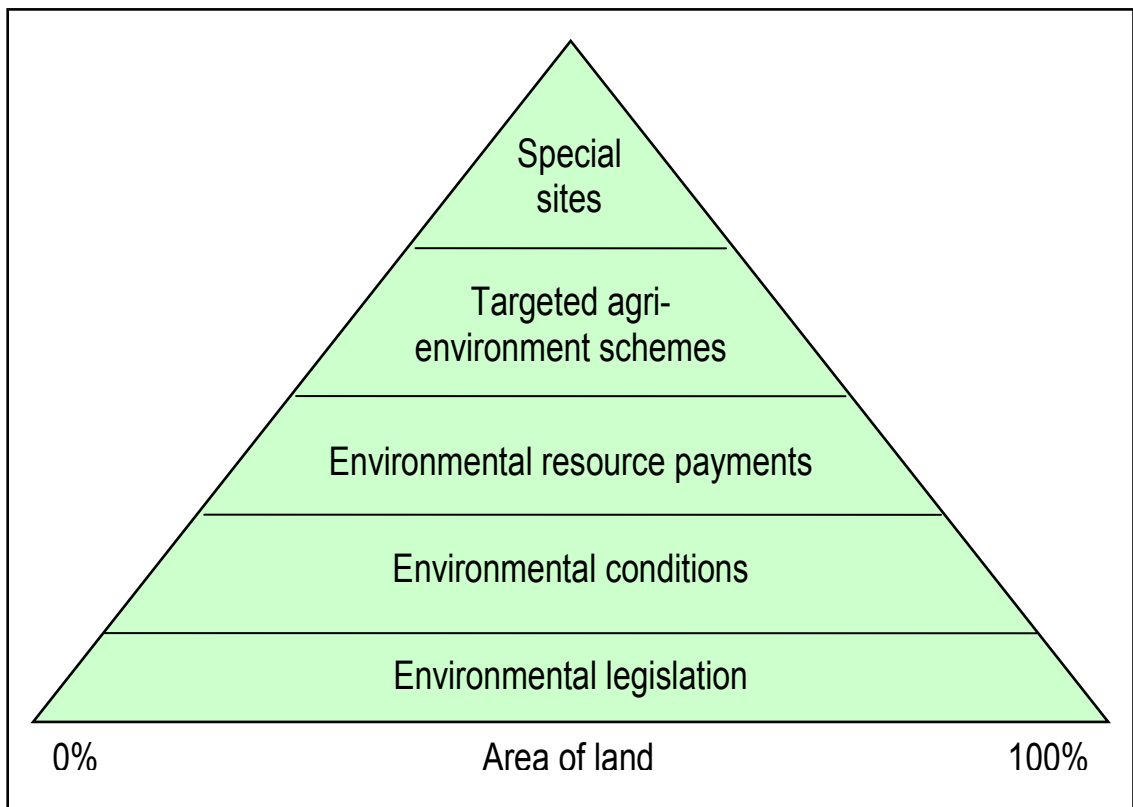 Special
sites
Targeted agri-
environment schemes
Environmental resource payments
Environmental conditions
Environmental legislation
0% Area of land 100%